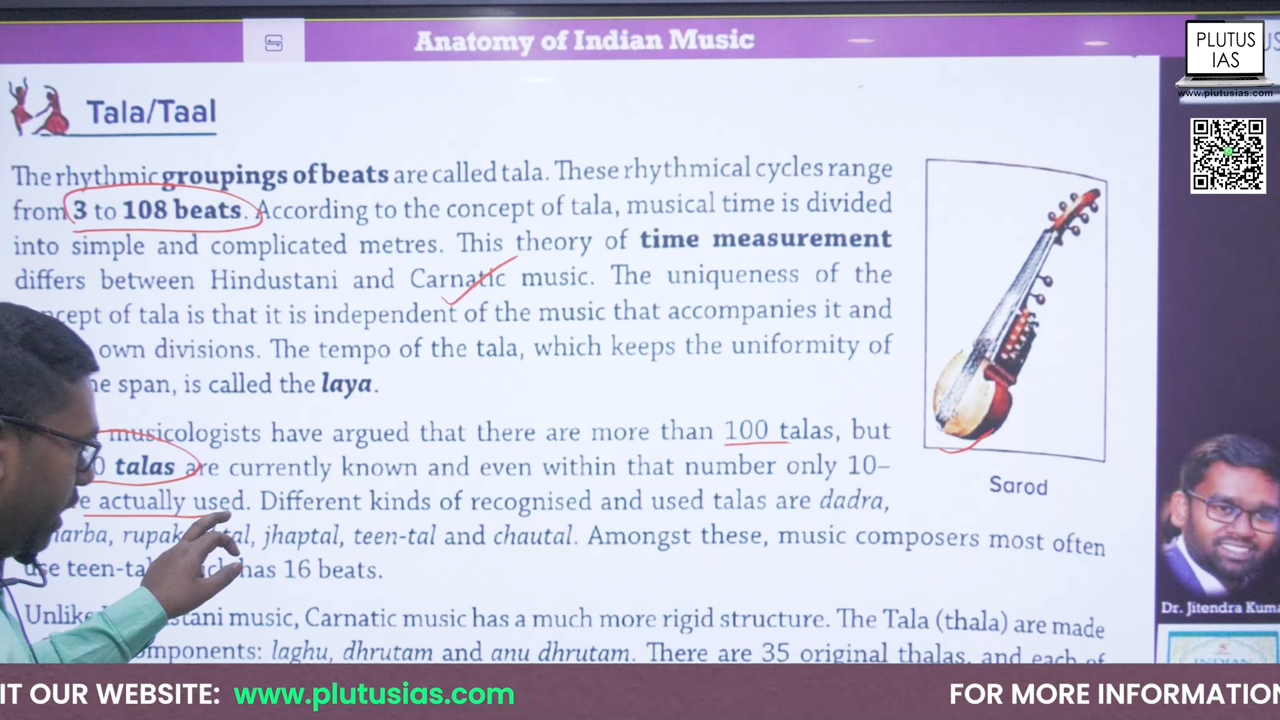 Anatomy of Indian Music
PLUTUS
IAS
www.plutusias.com
Tala/Taal
The rhythmic groupings of beats are called tala. These rhythmical cycles range
from 3 to 108 beats. According to the concept of tala, musical time is divided
into simple and complicated metres. This theory of time measurement
differs between Hindustani and Carnatic music. The uniqueness of the
of tala is that it is independent of the music that accompanies it and
own divisions. The tempo of the tala, which keeps the uniformity of
span, is called the laya.
musicologists have argued that there are more than 100 talas, but
talas are currently known and even within that number only 10–
actually used. Different kinds of recognised and used talas are dadra,
rupak jhaptal, teen-tal and chautal. Amongst these, music composers most often
has 16 beats.
Carnatic music has a much more rigid structure. The Tala (thala) are made
laghu, dhrutam and anu dhrutam. There are 35 original thalas, and each of
Sarod
Dr. Jitendra
IT OUR WEBSITE: www.plutusias.com
FOR MORE INFORMATION